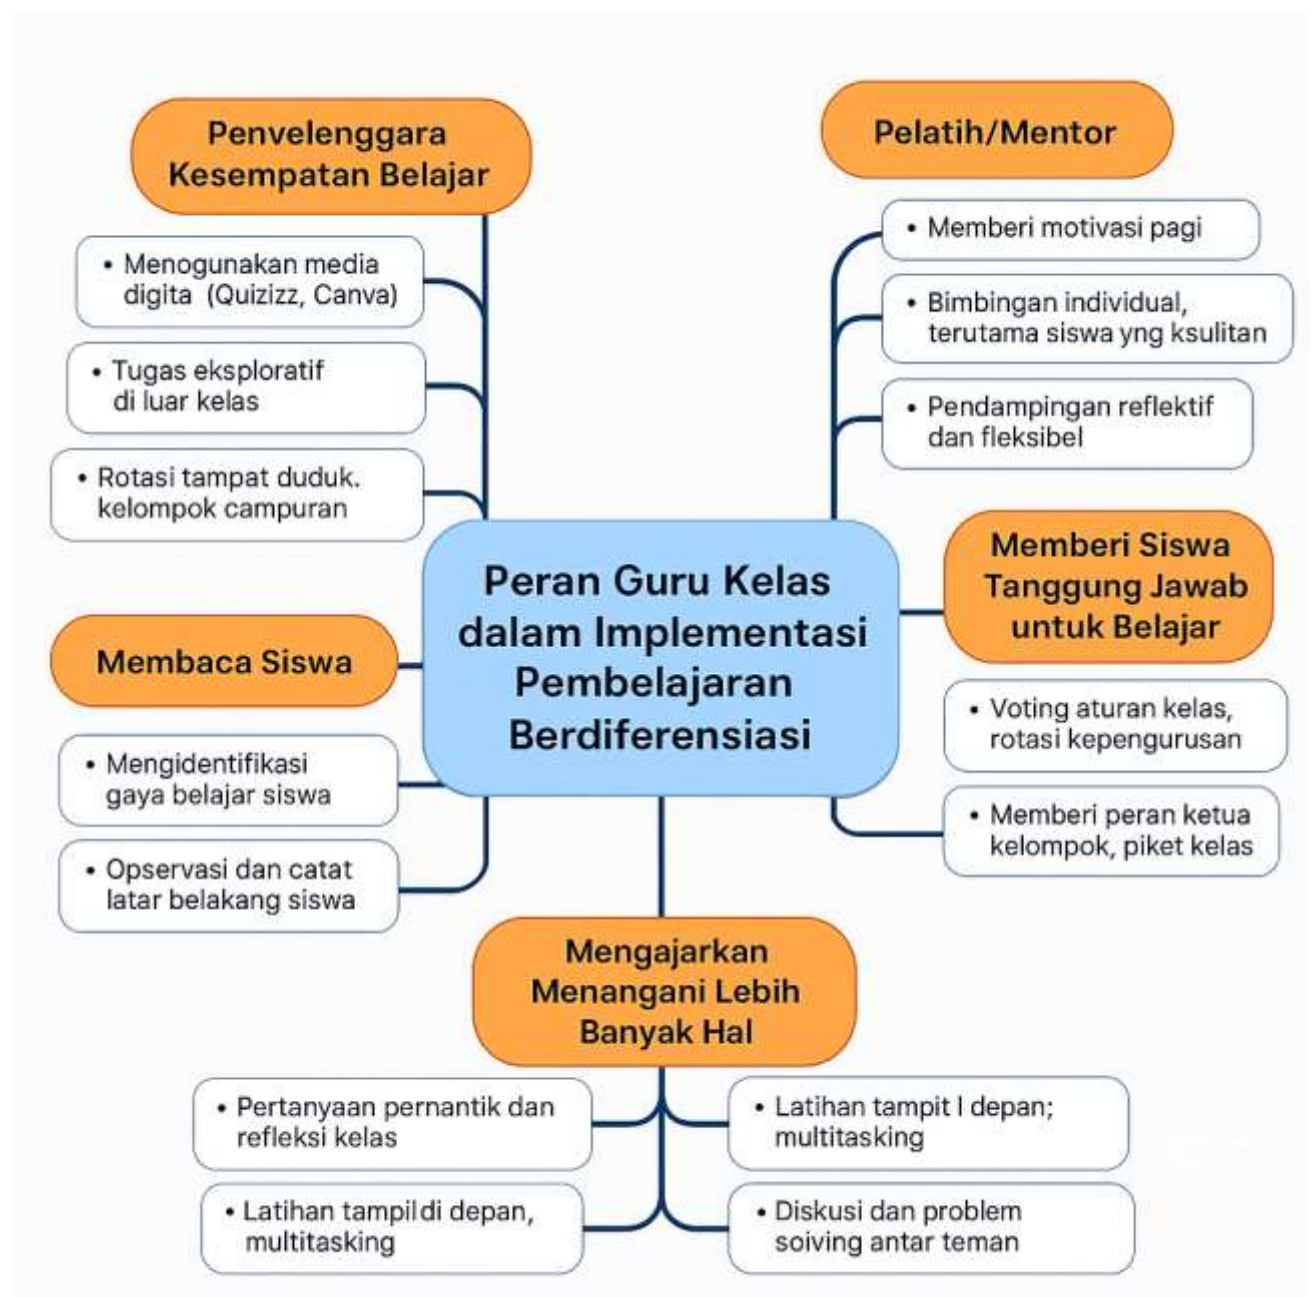 Penvelenggara
Kesempatan Belajar
• Menogunakan media
digita (Quizizz, Canva)
• Tugas eksploratif
di luar kelas
• Rotasi tampat duduk.
kelompok campuran
Pelatih/Mentor
• Memberi motivasi pagi
• Bimbingan individual,
terutama siswa yng ksulitan
• Pendampingan reflektif
dan fleksibel
Peran Guru Kelas
dalam Implementasi
Pembelajaran
Berdiferensiasi
Memberi Siswa
Tanggung Jawab
untuk Belajar
• Voting aturan kelas,
rotasi kepengurusan
• Memberi peran ketua
kelompok, piket kelas
Membaca Siswa
• Mengidentifikasi
gaya belajar siswa
• Opservasi dan catat
latar belakang siswa
Mengajarkan
Menangani Lebih
Banyak Hal
• Pertanyaan pernantik dan
refleksi kelas
• Latihan tampil di depan,
multitasking
• Latihan tampit l depan;
multitasking
• Diskusi dan problem
soiving antar teman